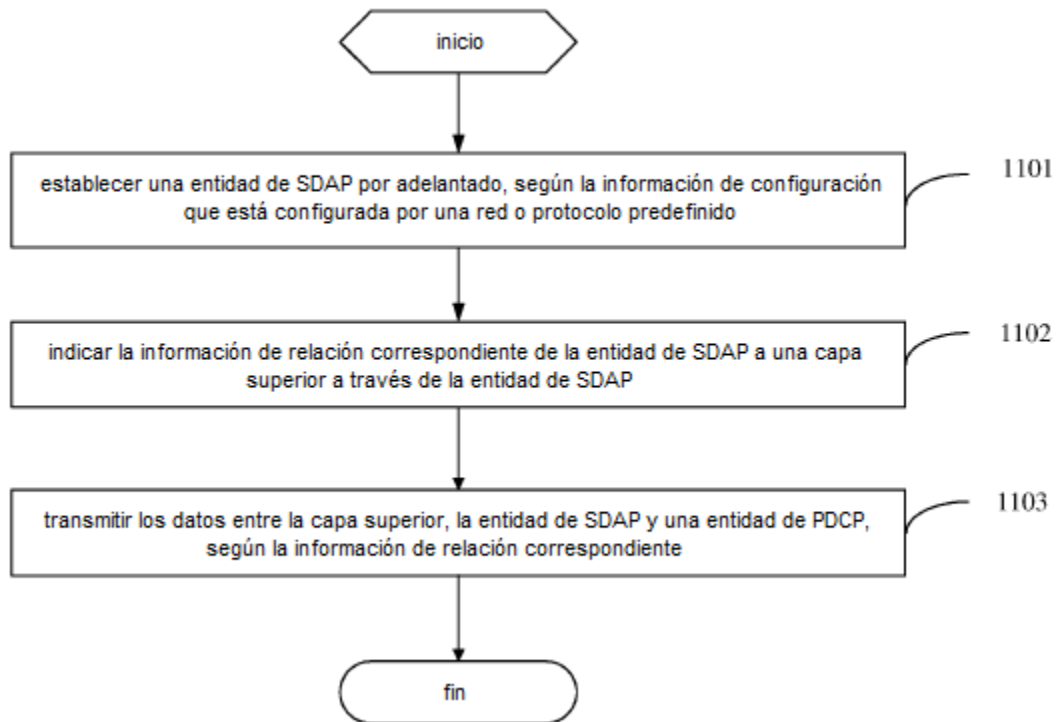 inicio
establecer una entidad de SDAP por adelantado, según la información de configuración
que está configurada por una red o protocolo predefinido
1101
indicar la información de relación correspondiente de la entidad de SDAP a una capa
superior a través de la entidad de SDAP
1102
transmitir los datos entre la capa superior, la entidad de SDAP y una entidad de PDCP,
según la información de relación correspondiente
1103
fin